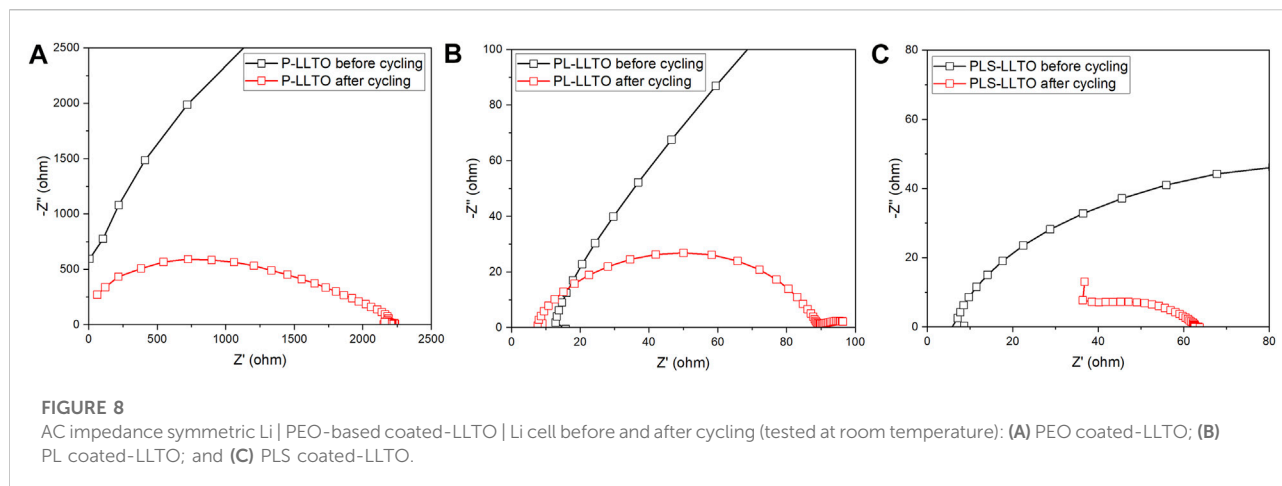 A
P-LLTO before cycling
P-LLTO after cycling
-Z" (ohm)
2500
2000
1500
1000
500
0
0 500 1000 1500 2000 2500
Z' (ohm)
B
PL-LLTO before cycling
PL-LLTO after cycling
-Z" (ohm)
100
80
60
40
20
0
0 20 40 60 80 100
Z' (ohm)
C
PLS-LLTO before cycling
PLS-LLTO after cycling
-Z" (ohm)
80
60
40
20
0
0 20 40 60 80
Z' (ohm)
FIGURE 8
AC impedance symmetric Li | PEO-based coated-LLTO | Li cell before and after cycling (tested at room temperature): (A) PEO coated-LLTO; (B)
PL coated-LLTO; and (C) PLS coated-LLTO.